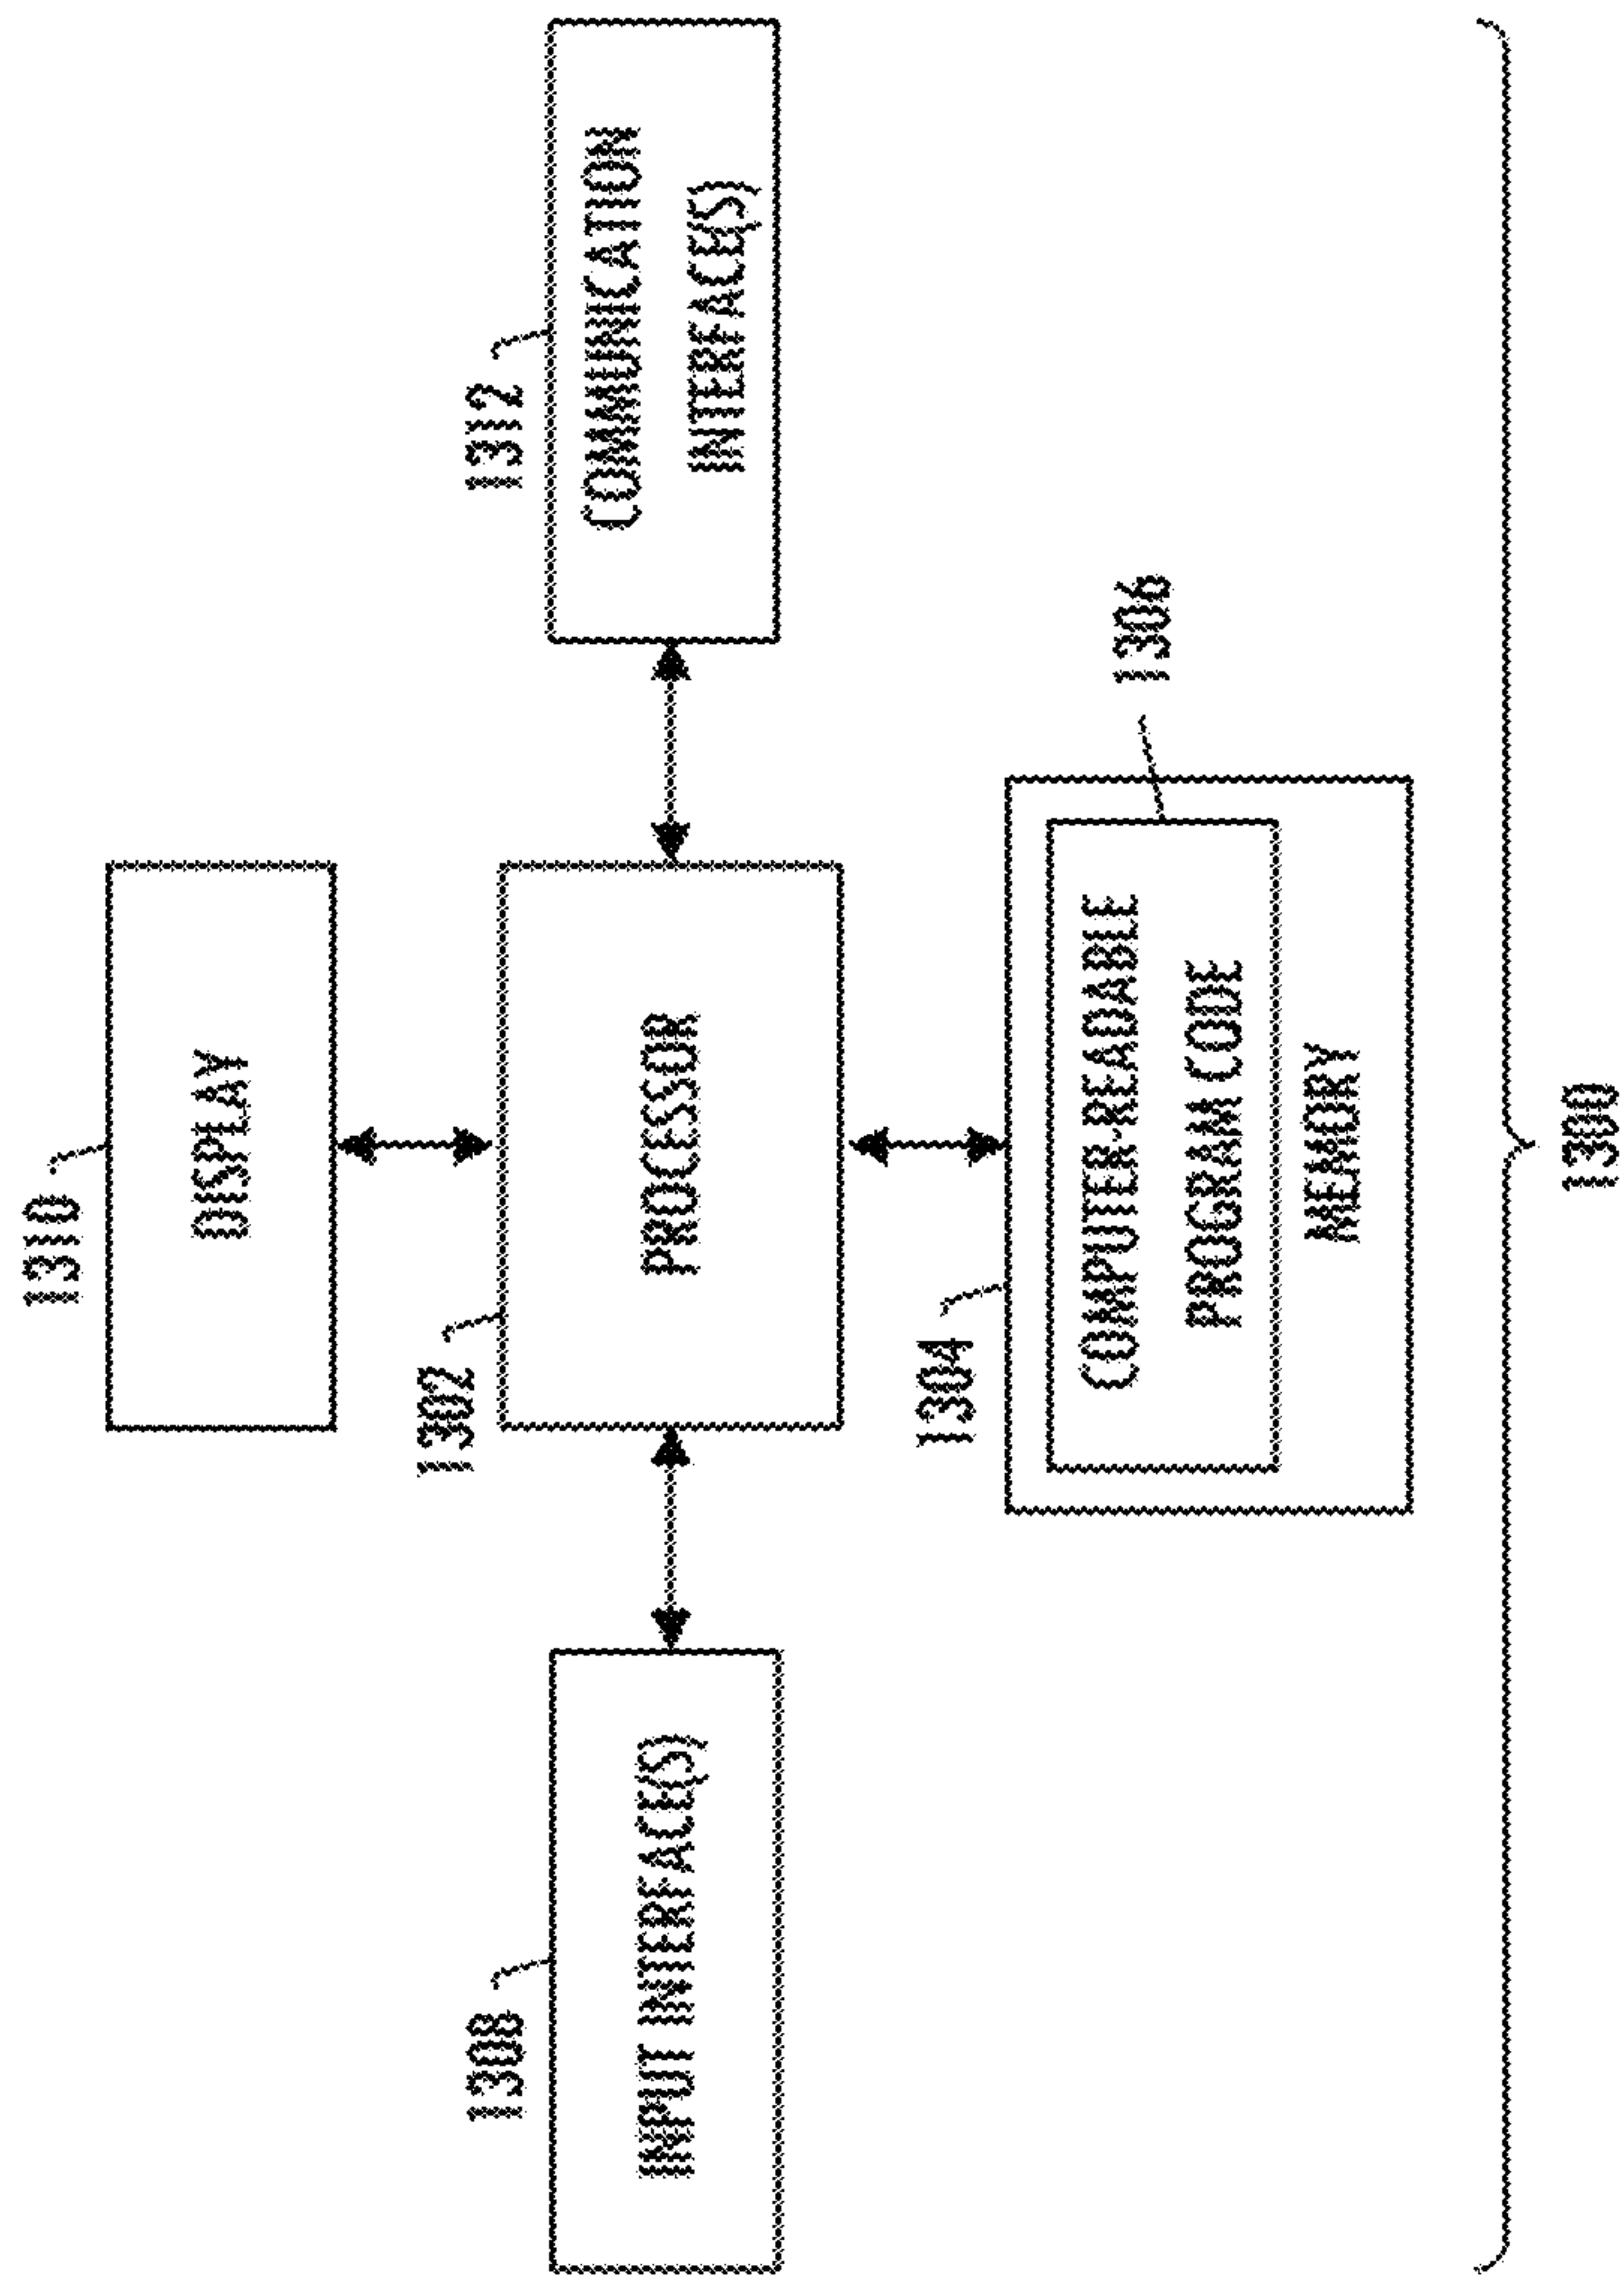 1310
DISPLAY
1302
PROCESSOR
1308
INPUT INTERFACE(S)
1312
COMMUNICATION
INTERFACE(S)
1304
1306
COMPUTER-READABLE
PROGRAM CODE
MEMORY
1300